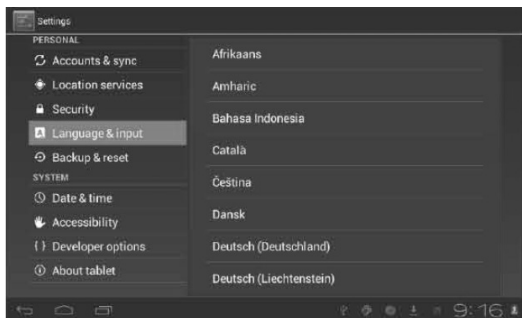 Settings
PERSONAL
Accounts & sync
Location services
Security
Language & input
Backup & reset
SYSTEM
Date & time
Accessibility
Developer options
About tablet
Afrikaans
Amharic
Bahasa Indonesia
Català
Čeština
Dansk
Deutsch (Deutschland)
Deutsch (Liechtenstein)
9:16